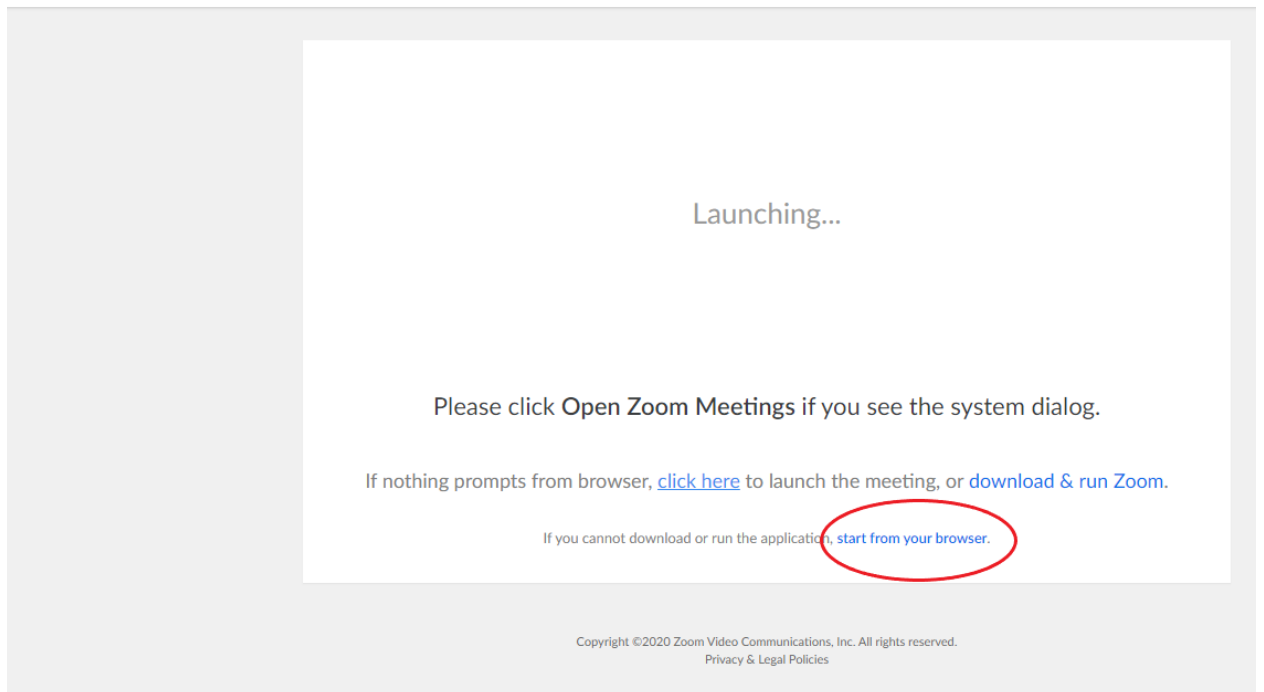 Launching...
Please click Open Zoom Meetings if you see the system dialog.
If nothing prompts from browser, click here to launch the meeting, or download & run Zoom.
If you cannot download or run the application, start from your browser.
Copyright ©2020 Zoom Video Communications, Inc. All rights reserved.
Privacy & Legal Policies